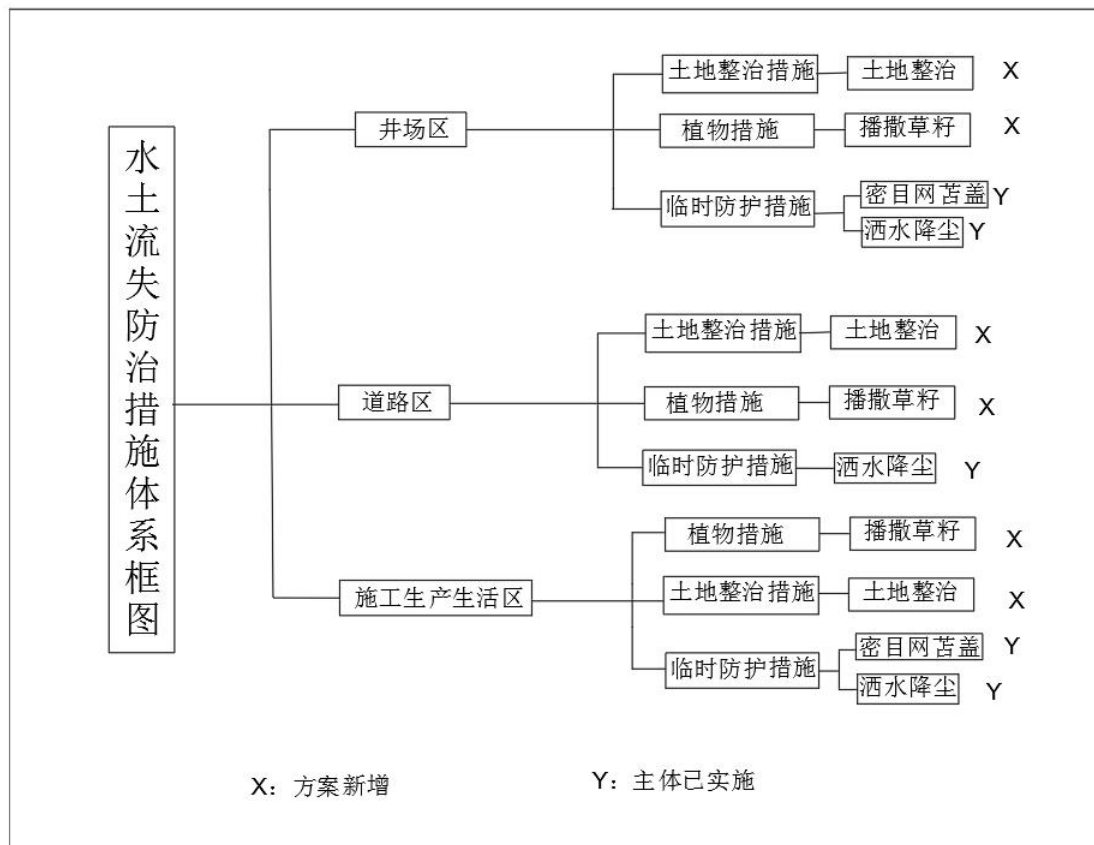 水土流失防治措施体系框图
井场区
土地整治措施
土地整治
X
植物措施
播撒草籽
X
临时防护措施
密目网苫盖
Y
洒水降尘
Y
道路区
土地整治措施
土地整治
X
植物措施
播撒草籽
X
临时防护措施
洒水降尘
Y
施工生产生活区
植物措施
播撒草籽
X
土地整治措施
土地整治
X
临时防护措施
密目网苫盖
Y
洒水降尘
Y
X：方案新增
Y：主体已实施